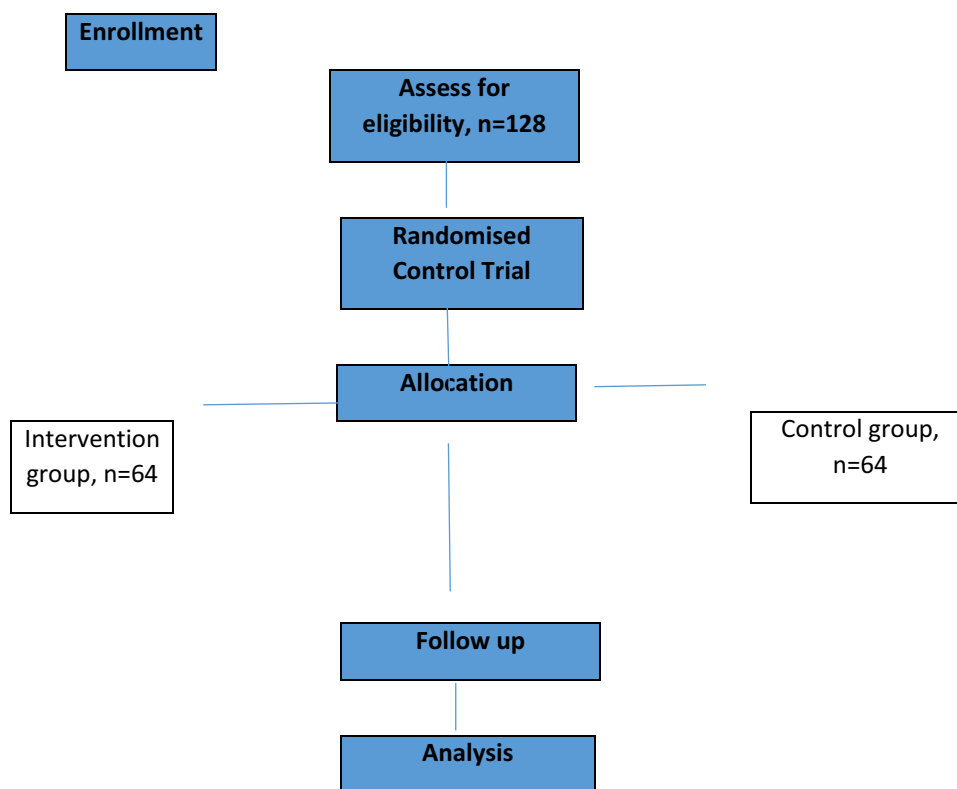 Enrollment
Assess for
eligibility, n=128
Randomised
Control Trial
Allocation
Intervention
group, n=64
Control group,
n=64
Follow up
Analysis